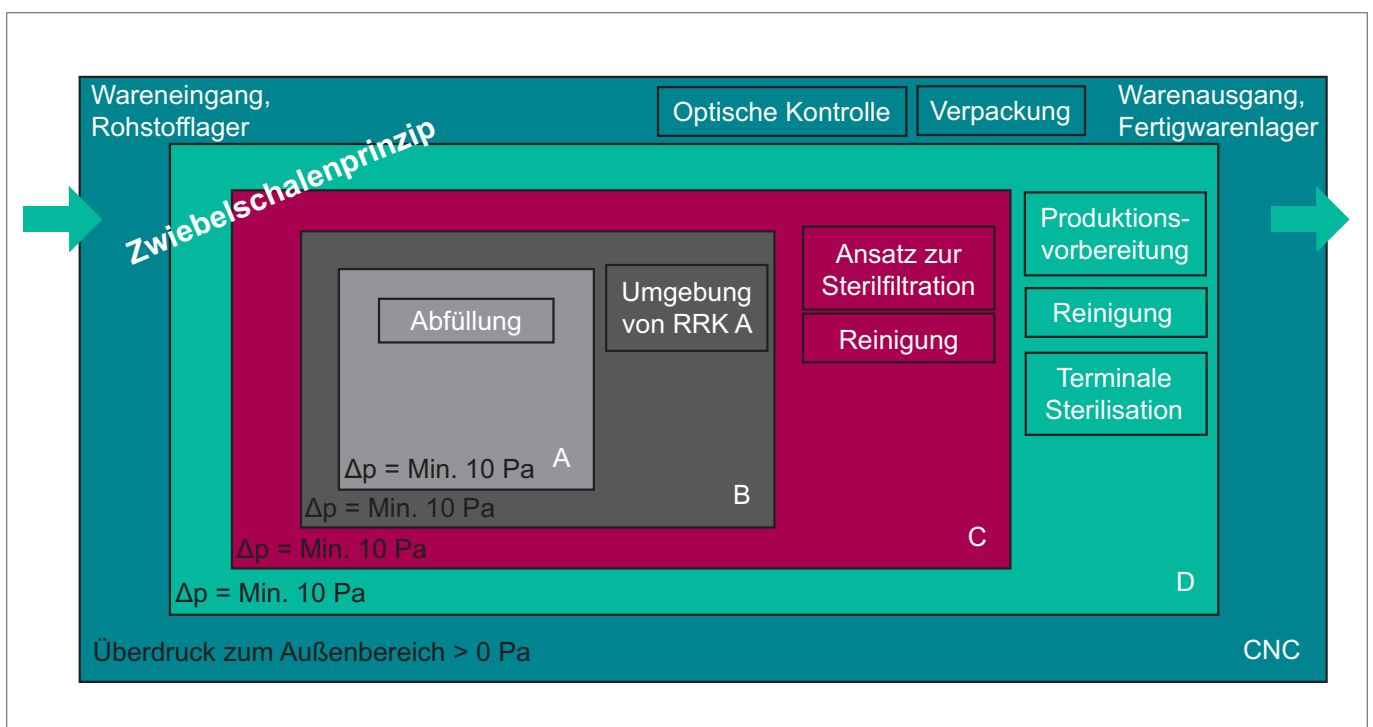 Wareneingang,
Rohstofflager
Optische Kontrolle
Verpackung
Warenausgang,
Fertigwarenlager
Zwiebelschalenprinzip
Produktions-
vorbereitung
Reinigung
Terminale
Sterilisation
Ansatz zur
Sterilfiltration
Reinigung
Umgebung
von RRK A
Abfüllung
Δp = Min. 10 Pa
A
Δp = Min. 10 Pa
B
Δp = Min. 10 Pa
C
Δp = Min. 10 Pa
D
Überdruck zum Außenbereich > 0 Pa
CNC